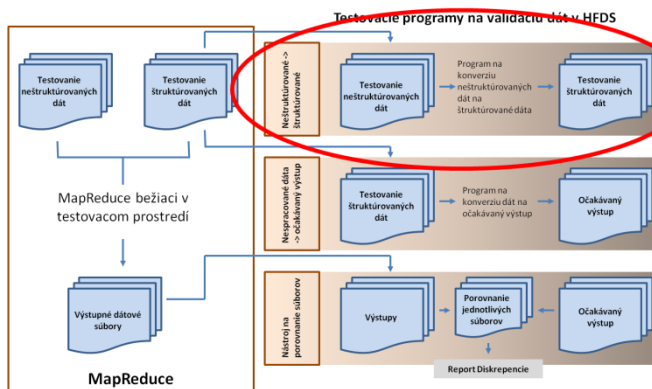 Testovacie programy na validáciu dát v HFDS
Testovanie
neštruktúrovaných
dát
Testovanie
štruktúrovaných
dát
MapReduce bežiaci v
testovacom prostredí
Výstupné dátové
súbory
MapReduce
Neštruktúrované ->
štruktúrované
Testovanie
neštruktúrovaných
dát
Program na
konverziu
neštruktúrovaných
dát na
štruktúrované dáta
Testovanie
štruktúrovaných
dát
Nespracované dáta
-> očakávaný výstup
Testovanie
štruktúrovaných
dát
Program na
konverziu dát na
očakávaný výstup
Očakávaný
výstup
Nástroj na
porovnanie súborov
Výstupy
Porovnanie
jednotlivých
súborov
Očakávaný
výstup
Report Diskrepencie